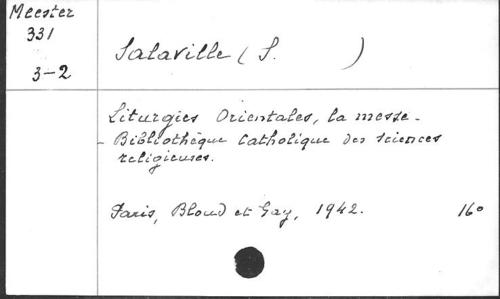 Meester
331
3-2
Salaville (S. )
Liturgies Orientales, la messe -
- Bibliothèque Catholique des sciences
religieuses.
Paris, Bloud et Gay, 1942. 16°